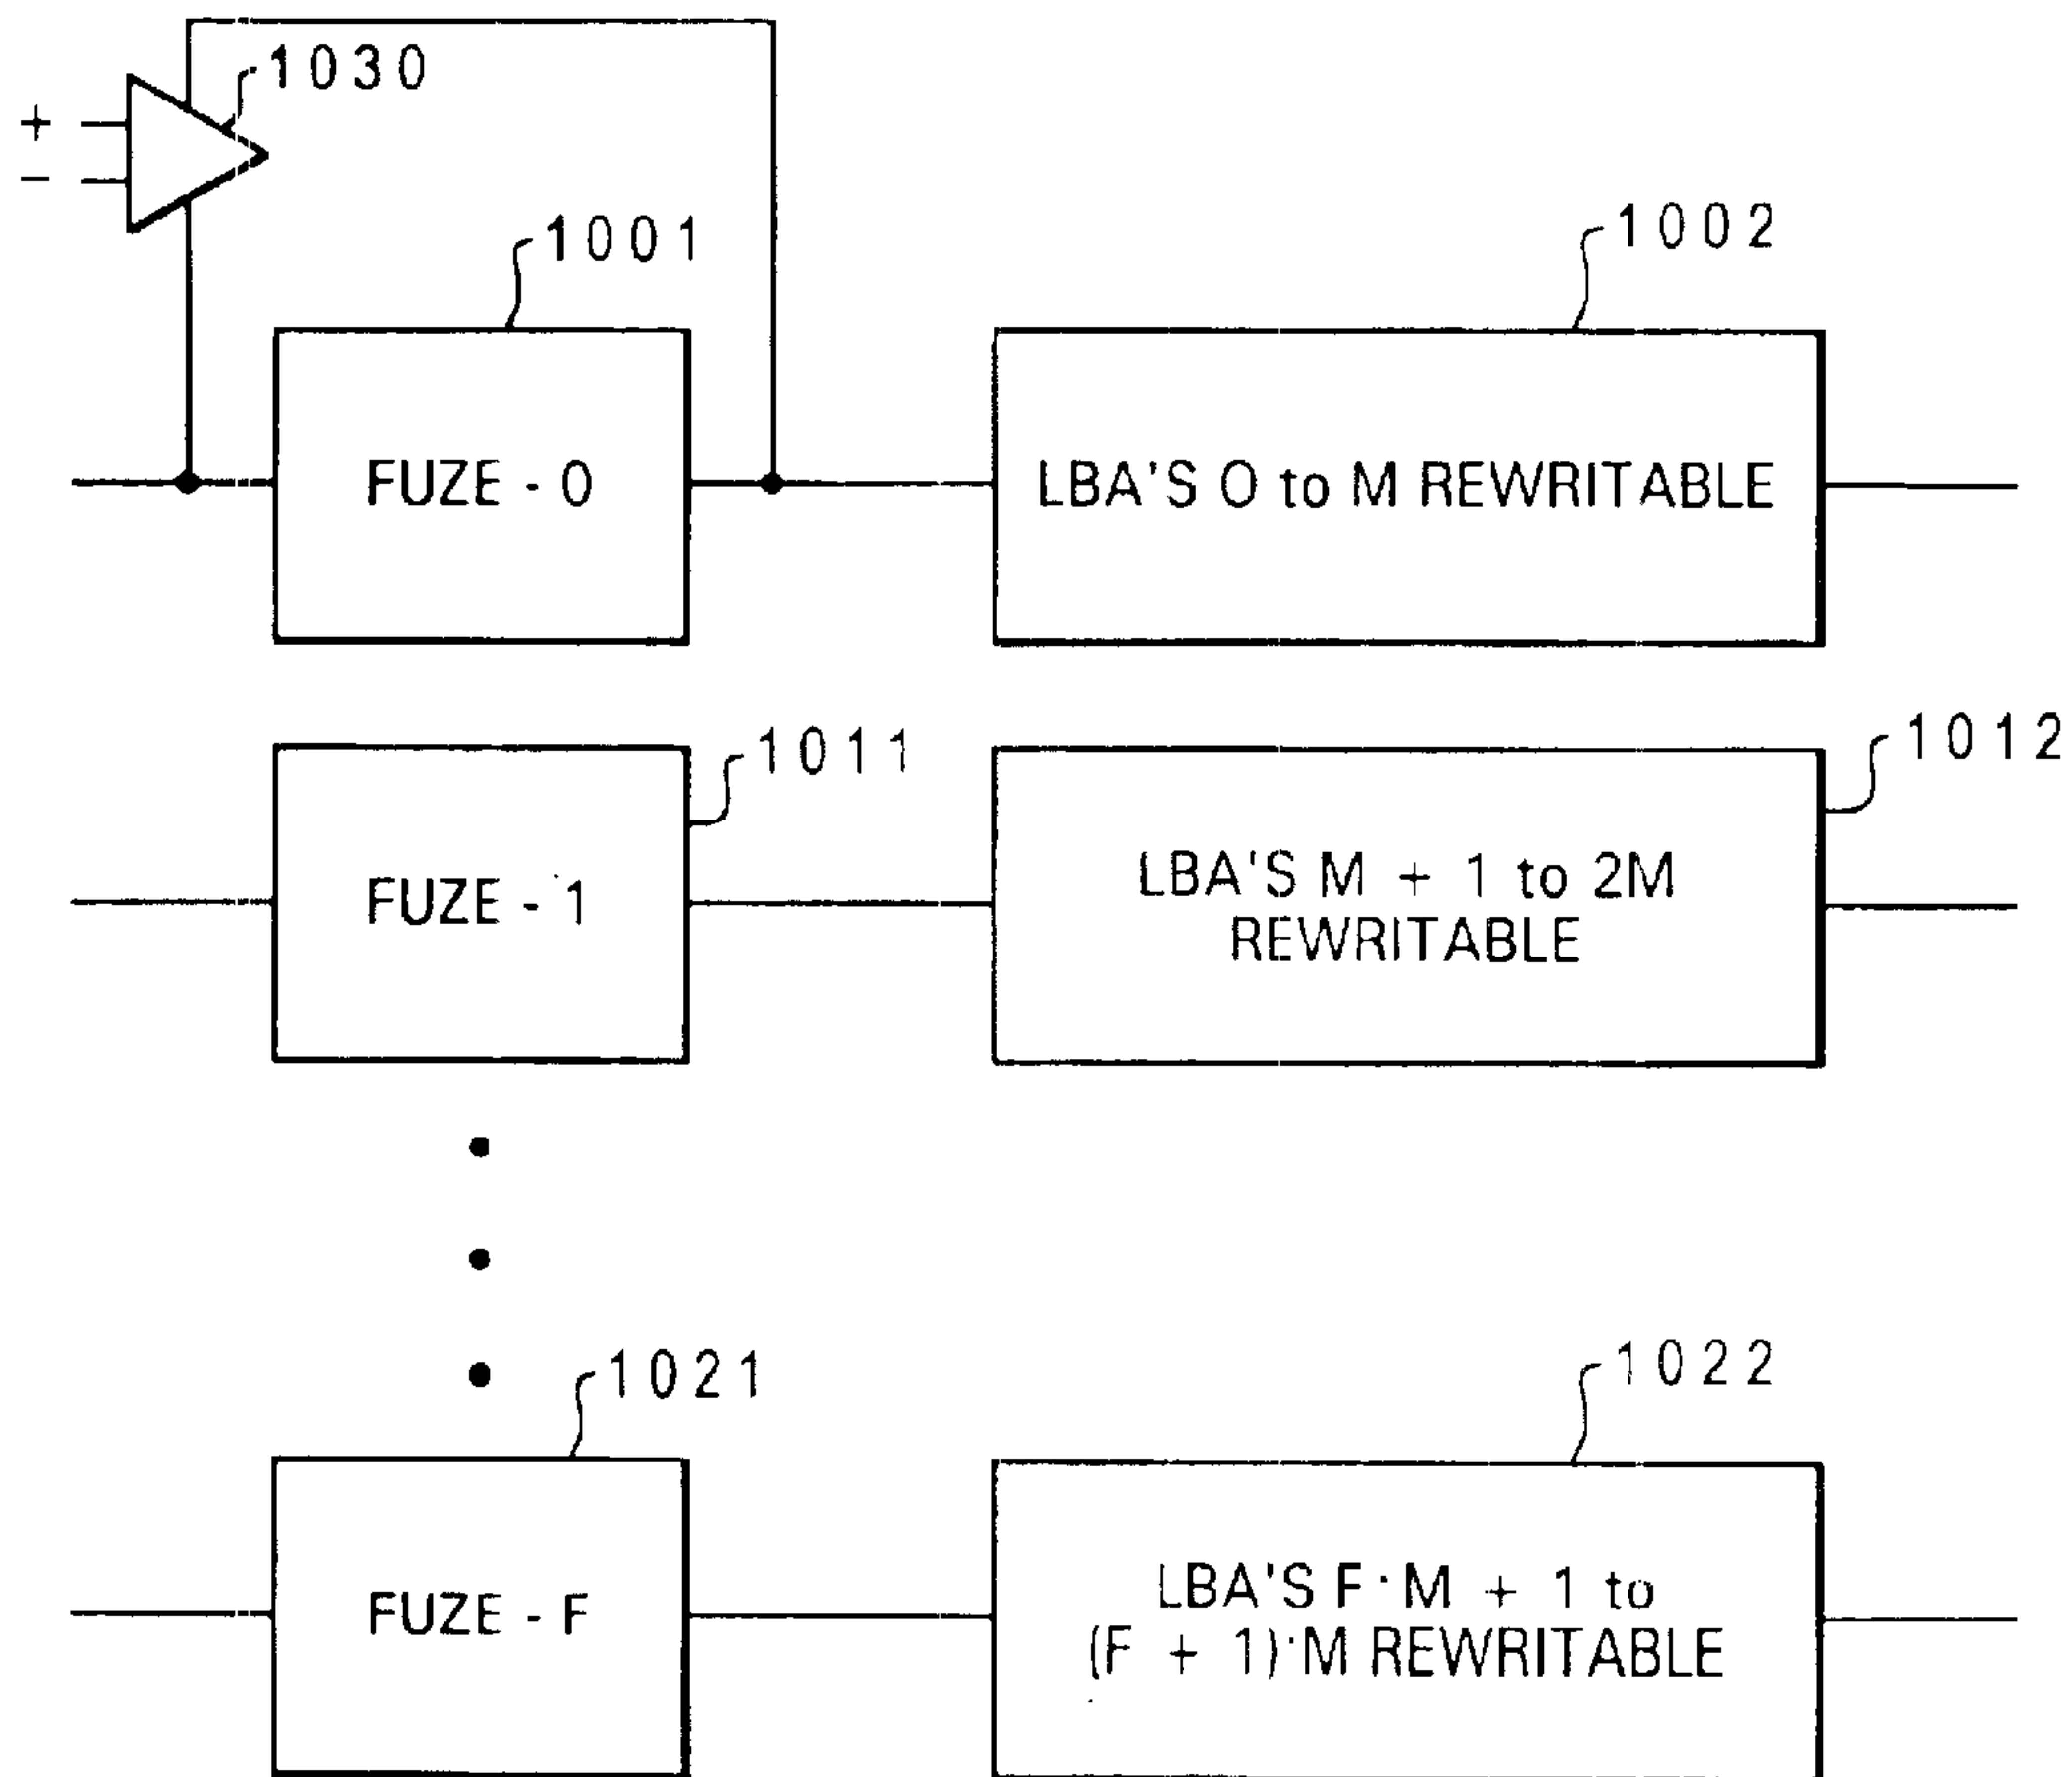 1030
+
−
1001
1002
FUZE - 0
LBA'S O to M REWRITABLE
1011
1012
FUZE - 1
LBA'S M + 1 to 2M
REWRITABLE
1021
1022
FUZE - F
LBA'S F·M + 1 to
(F + 1)·M REWRITABLE